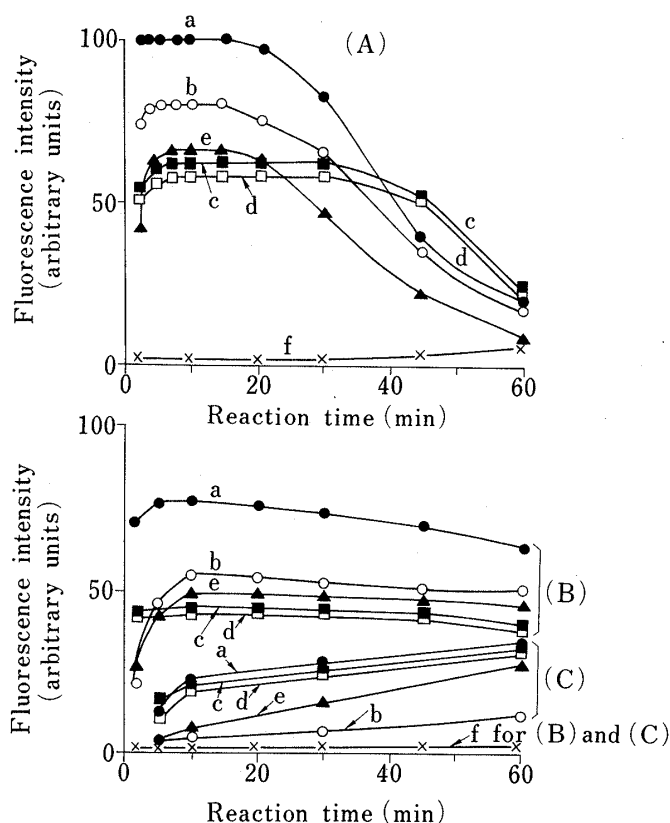 Fluorescence intensity
(arbitrary units)
100
50
0
(A)
a
b
e
c
d
c
d
f
0
20
40
60
Reaction time (min)
Fluorescence intensity
(arbitrary units)
100
50
0
a
b
e
c
d
(B)
a
c
d
e
b
(C)
f for (B) and (C)
0
20
40
60
Reaction time (min)